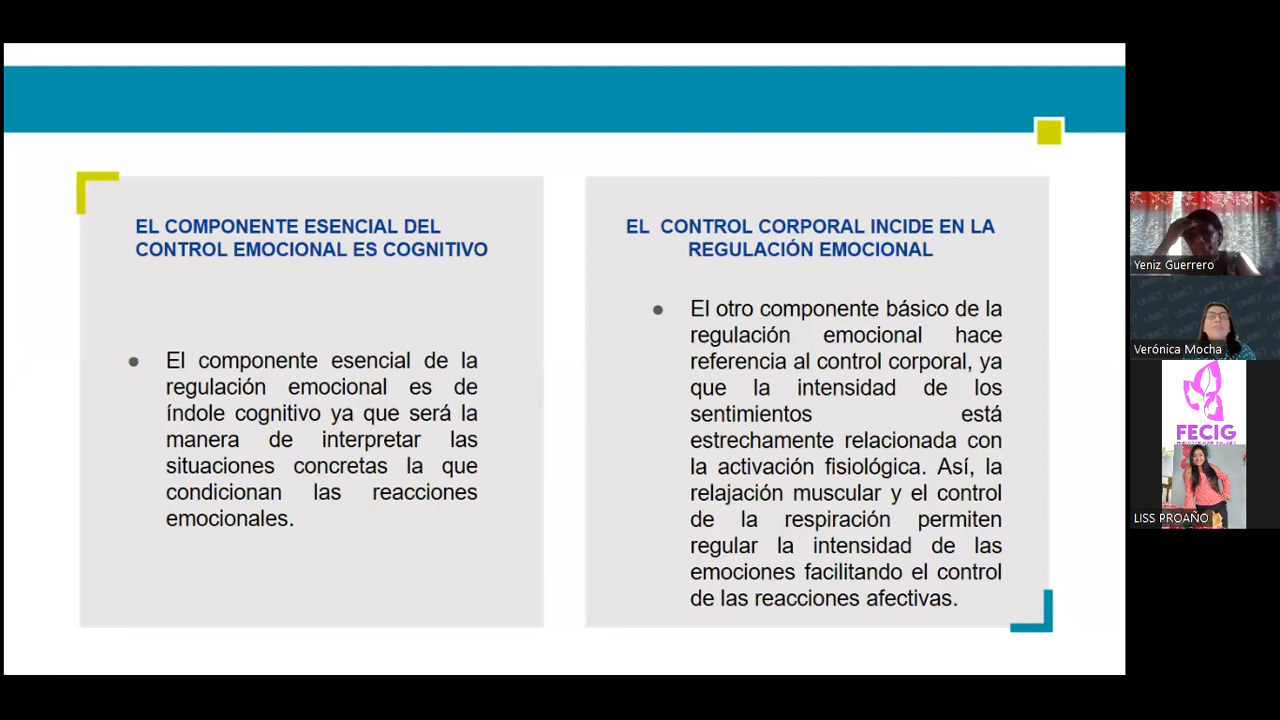 EL COMPONENTE ESENCIAL DEL
CONTROL EMOCIONAL ES COGNITIVO
● El componente esencial de la
regulación emocional es de
índole cognitivo ya que será la
manera de interpretar las
situaciones concretas la que
condicionan las reacciones
emocionales.
EL CONTROL CORPORAL INCIDE EN LA
REGULACIÓN EMOCIONAL
● El otro componente básico de la
regulación emocional hace
referencia al control corporal, ya
que la intensidad de los
sentimientos está
estrechamente relacionada con
la activación fisiológica. Así, la
relajación muscular y el control
de la respiración permiten
regular la intensidad de las
emociones facilitando el control
de las reacciones afectivas.
Yeniz Guerrero
Verónica Mocha
FECIG
LISS PROAÑO